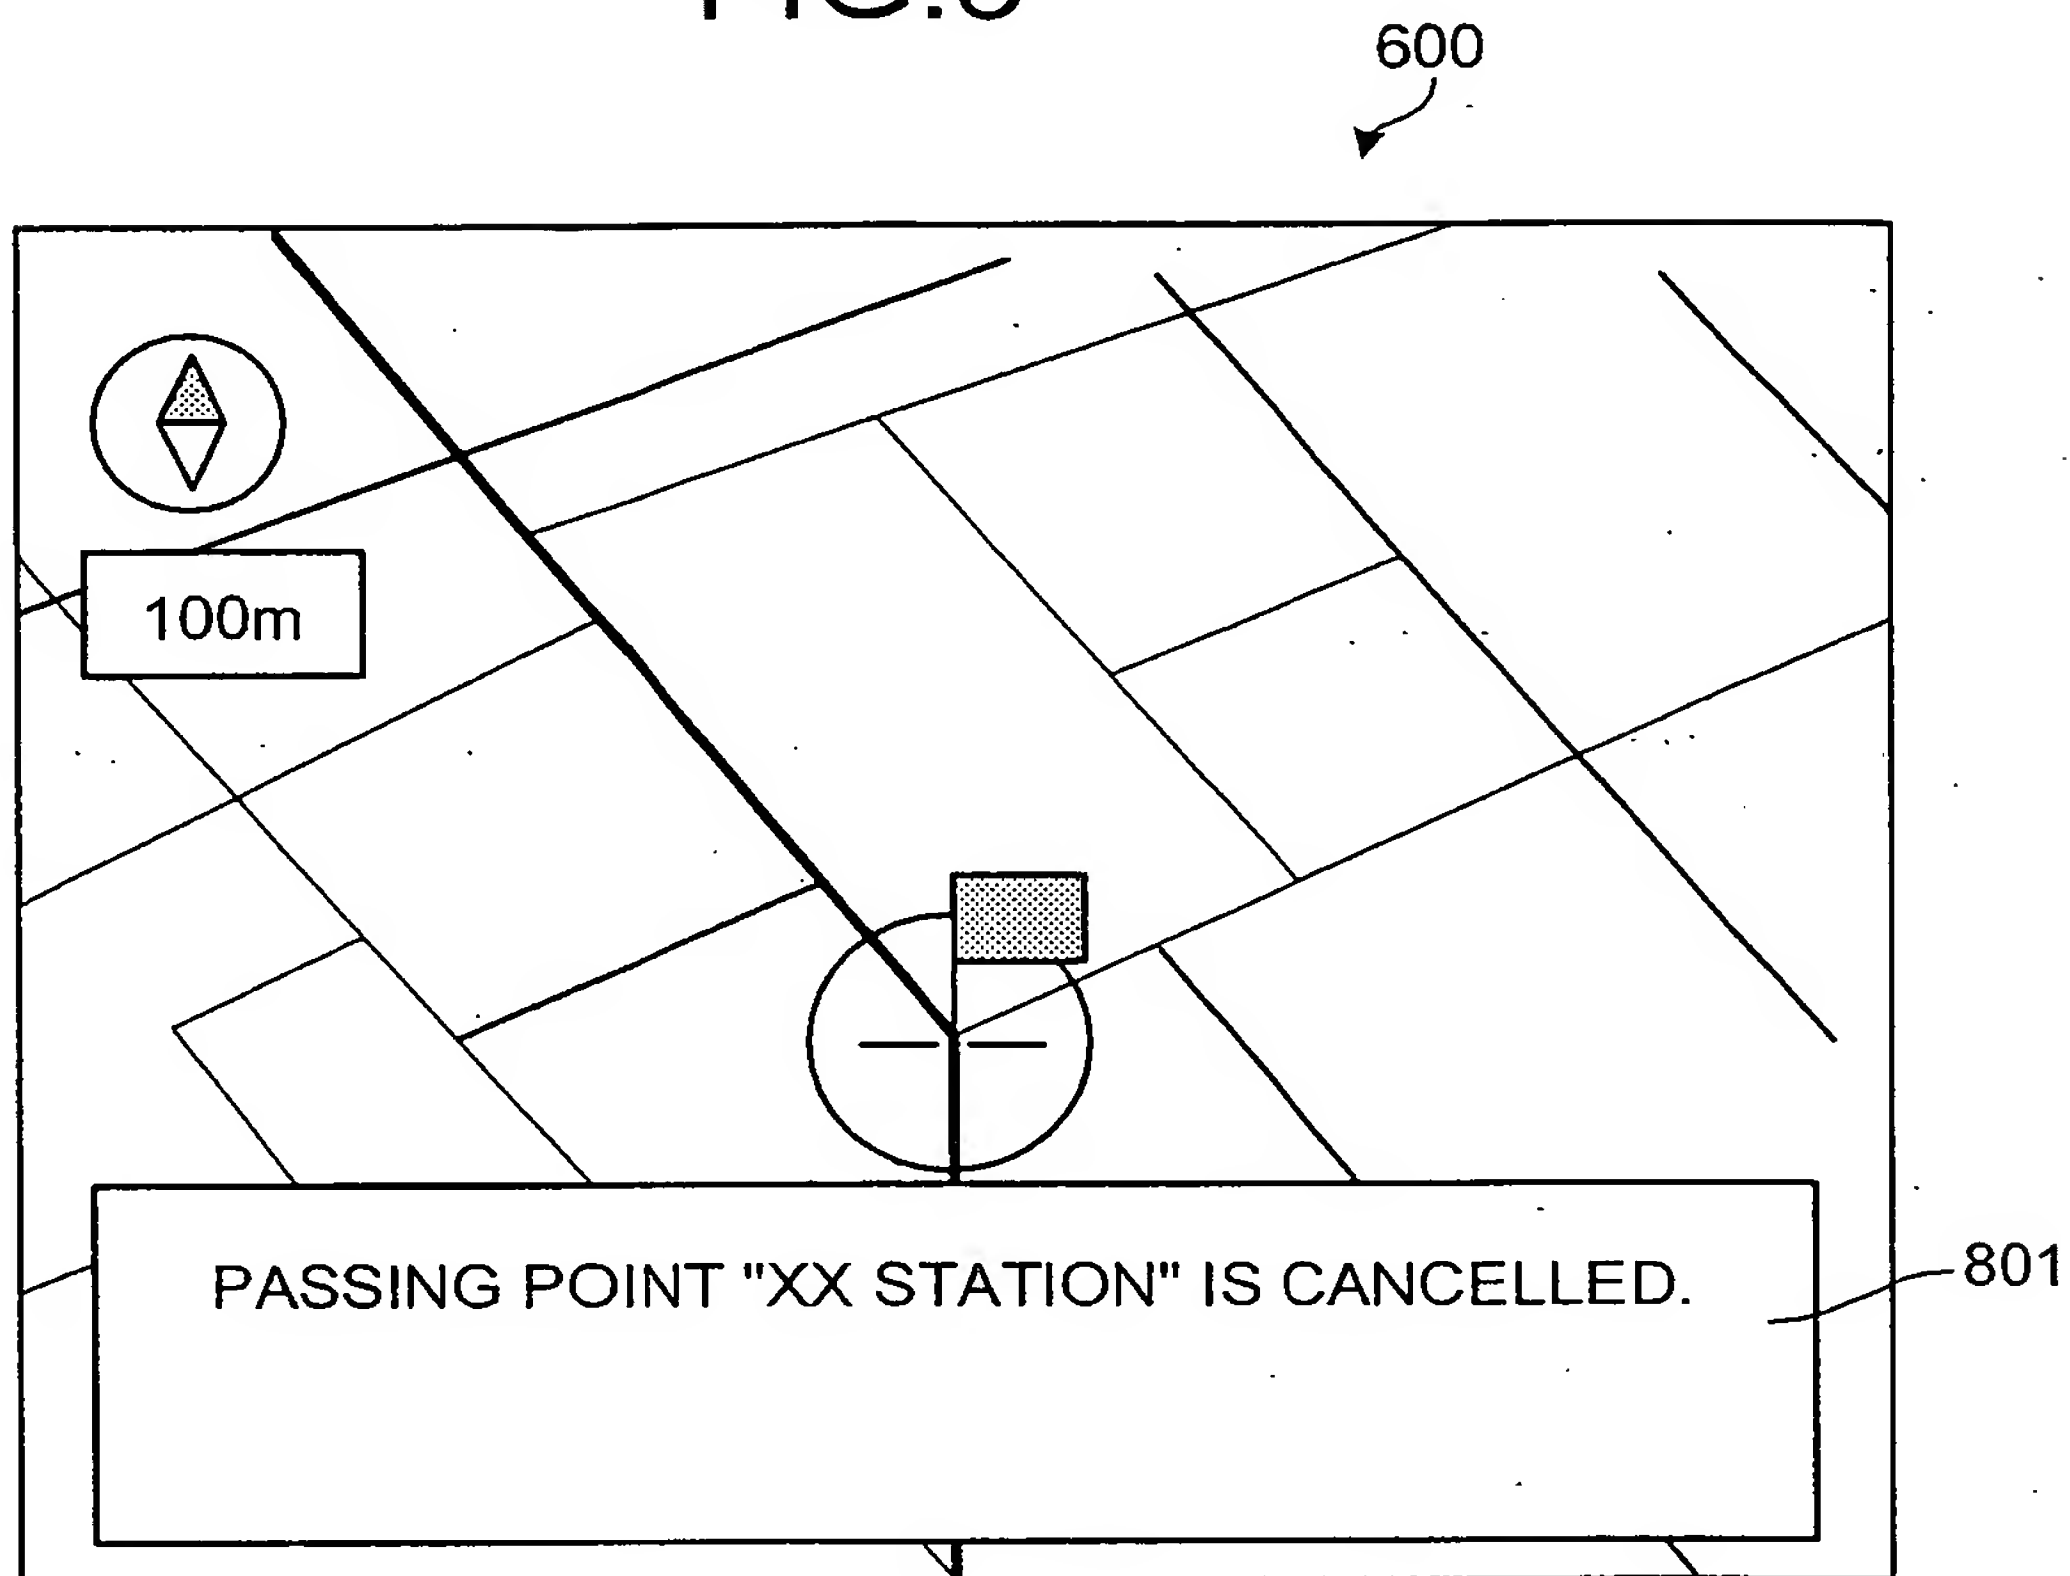 600
100m
PASSING POINT "XX STATION" IS CANCELLED.
801